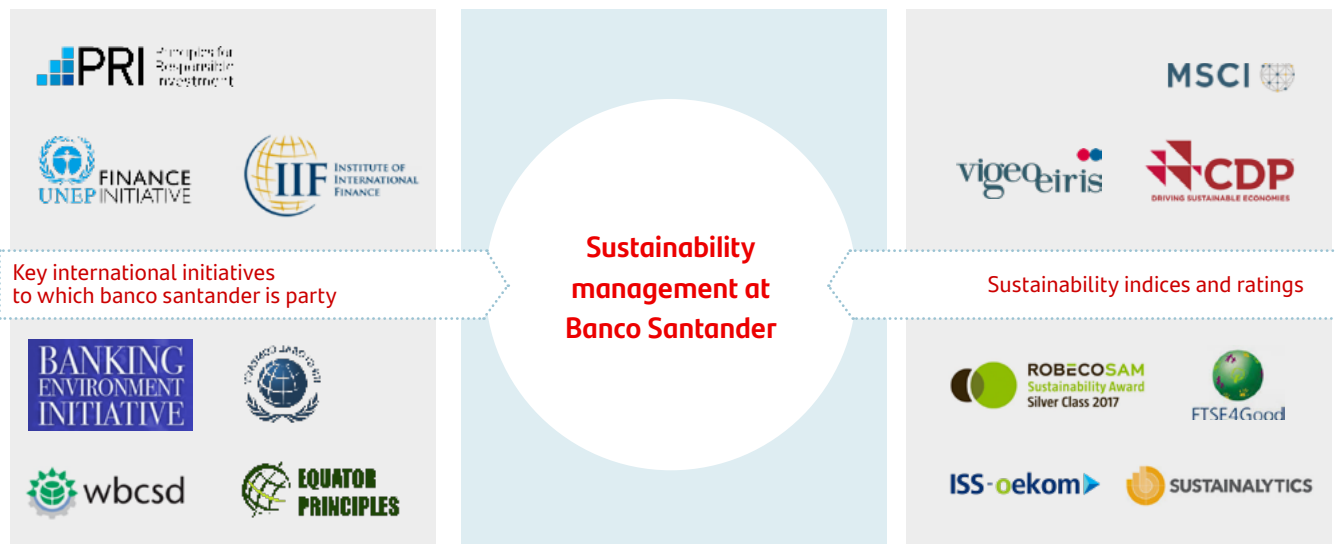 PRI
Principles for
Responsible
Investment
FINANCE
UNEP INITIATIVE
IIF
INSTITUTE OF
INTERNATIONAL
FINANCE
Key international initiatives
to which banco santander is party
BANKING
ENVIRONMENT
INITIATIVE
wbcsd
EQUATOR
PRINCIPLES
Sustainability
management at
Banco Santander
MSCI
vigeoeiris
CDP
DRIVING SUSTAINABLE ECONOMIES
Sustainability indices and ratings
ROBECOSAM
Sustainability Award
Silver Class 2017
FTSE4Good
ISS-oekom
SUSTAINALYTICS